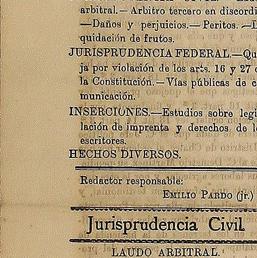 arbitral.— Arbitro tercero en discordi
—Daños y perjuicios.— Peritos. —L
quidación de frutos.
JURISPRUDENCIA FEDERAL—Qu
ja por violación de los arts. 16 y 27 d
la Constitución.—Vías públicas de c
municación.
INSERCIONES.—Estudios sobre legi
lación de imprenta y derechos de lo
escritores.
HECHOS DIVERSOS.
Redactor responsable:
EMILIO PARDO (jr.)
Jurisprudencia Civil
LAUDO ARBITRAL.